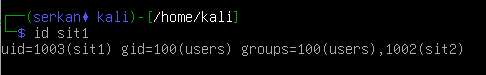 ┌──(serkan♦ kali)-[/home/kali]
└─$ id sit1
uid=1003(sit1) gid=100(users) groups=100(users),1002(sit2)